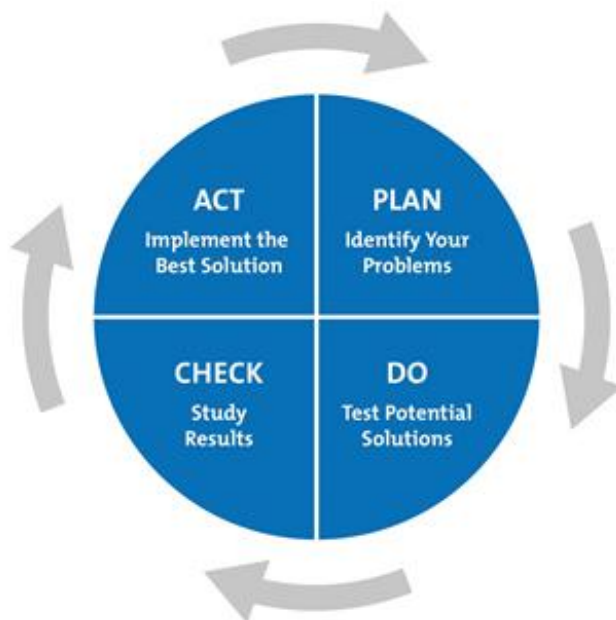 ACT
Implement the
Best Solution
PLAN
Identify Your
Problems
CHECK
Study
Results
DO
Test Potential
Solutions